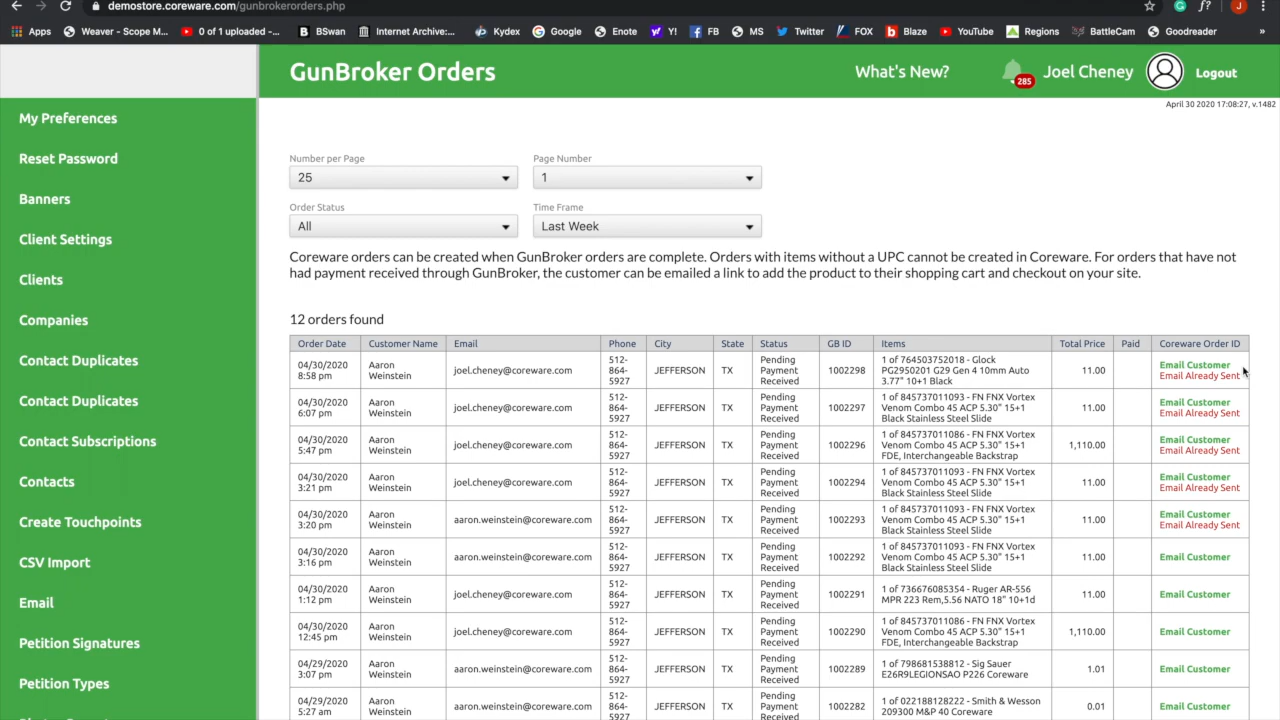 demostore.coreware.com/gunbrokerorders.php
Apps Weaver - Scope M... 0 of 1 uploaded -... BSwan Internet Archive:... Kydex Google Enote Y! FB MS Twitter FOX Blaze YouTube Regions BattleCam Goodreader »
GunBroker Orders What's New? 285 Joel Cheney Logout
April 30 2020 17:08:27, v.1482
My Preferences
Reset Password
Banners
Client Settings
Clients
Companies
Contact Duplicates
Contact Duplicates
Contact Subscriptions
Contacts
Create Touchpoints
CSV Import
Email
Petition Signatures
Petition Types
Number per Page Page Number
25 1
Order Status Time Frame
All Last Week
Coreware orders can be created when GunBroker orders are complete. Orders with items without a UPC cannot be created in Coreware. For orders that have not
had payment received through GunBroker, the customer can be emailed a link to add the product to their shopping cart and checkout on your site.
12 orders found
Order Date Customer Name Email Phone City State Status GB ID Items Total Price Paid Coreware Order ID
04/30/2020 8:58 pm Aaron Weinstein joel.cheney@coreware.com 512-864-5927 JEFFERSON TX Pending Payment Received 1002298 1 of 764503752018 - Glock PG2950201 G29 Gen 4 10mm Auto 3.77" 10+1 Black 11.00 Email Customer Email Already Sent
04/30/2020 6:07 pm Aaron Weinstein joel.cheney@coreware.com 512-864-5927 JEFFERSON TX Pending Payment Received 1002297 1 of 845737011093 - FN FNX Vortex Venom Combo 45 ACP 5.30" 15+1 Black Stainless Steel Slide 11.00 Email Customer Email Already Sent
04/30/2020 5:47 pm Aaron Weinstein joel.cheney@coreware.com 512-864-5927 JEFFERSON TX Pending Payment Received 1002296 1 of 845737011086 - FN FNX Vortex Venom Combo 45 ACP 5.30" 15+1 FDE, Interchangeable Backstrap 1,110.00 Email Customer Email Already Sent
04/30/2020 3:21 pm Aaron Weinstein joel.cheney@coreware.com 512-864-5927 JEFFERSON TX Pending Payment Received 1002294 1 of 845737011093 - FN FNX Vortex Venom Combo 45 ACP 5.30" 15+1 Black Stainless Steel Slide 11.00 Email Customer Email Already Sent
04/30/2020 3:20 pm Aaron Weinstein aaron.weinstein@coreware.com 512-864-5927 JEFFERSON TX Pending Payment Received 1002293 1 of 845737011093 - FN FNX Vortex Venom Combo 45 ACP 5.30" 15+1 Black Stainless Steel Slide 11.00 Email Customer Email Already Sent
04/30/2020 3:16 pm Aaron Weinstein aaron.weinstein@coreware.com 512-864-5927 JEFFERSON TX Pending Payment Received 1002292 1 of 845737011093 - FN FNX Vortex Venom Combo 45 ACP 5.30" 15+1 Black Stainless Steel Slide 11.00 Email Customer
04/30/2020 1:12 pm Aaron Weinstein aaron.weinstein@coreware.com 512-864-5927 JEFFERSON TX Pending Payment Received 1002291 1 of 736676085354 - Ruger AR-556 MPR 223 Rem,5.56 NATO 18" 10+1d 11.00 Email Customer
04/30/2020 12:45 pm Aaron Weinstein joel.cheney@coreware.com 512-864-5927 JEFFERSON TX Pending Payment Received 1002290 1 of 845737011086 - FN FNX Vortex Venom Combo 45 ACP 5.30" 15+1 FDE, Interchangeable Backstrap 1,110.00 Email Customer
04/29/2020 3:07 pm Aaron Weinstein aaron.weinstein@coreware.com 512-864-5927 JEFFERSON TX Pending Payment Received 1002289 1 of 798681538812 - Sig Sauer E26R9LEGIONSAO P226 Coreware 1.01 Email Customer
04/29/2020 5:27 am Aaron Weinstein aaron.weinstein@coreware.com 512-864- JEFFERSON TX Pending Payment Received 1002282 1 of 022188128222 - Smith & Wesson 209300 M&P 40 Coreware 0.01 Email Customer